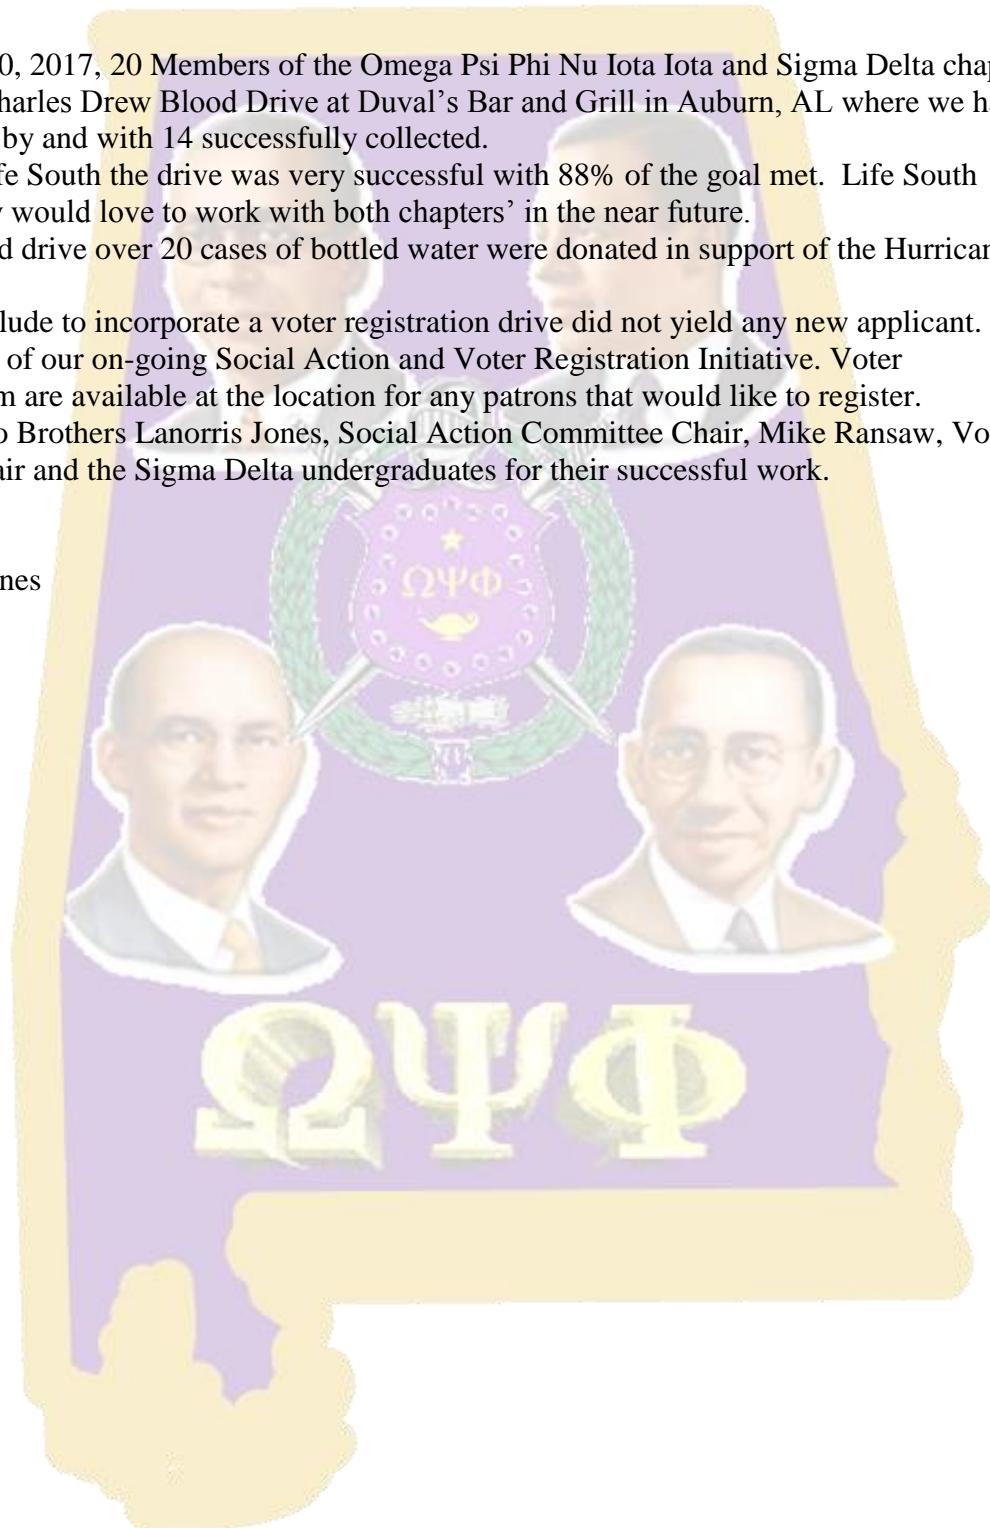 0, 2017, 20 Members of the Omega Psi Phi Nu Iota Iota and Sigma Delta chap
harles Drew Blood Drive at Duval’s Bar and Grill in Auburn, AL where we h
by and with 14 successfully collected.
fe South the drive was very successful with 88% of the goal met. Life South
would love to work with both chapters’ in the near future.
d drive over 20 cases of bottled water were donated in support of the Hurrican
lude to incorporate a voter registration drive did not yield any new applicant.
of our on-going Social Action and Voter Registration Initiative. Voter
m are available at the location for any patrons that would like to register.
o Brothers Lanorris Jones, Social Action Committee Chair, Mike Ransaw, Vo
air and the Sigma Delta undergraduates for their successful work.
nes
ΩΨΦ
ΩΨΦ